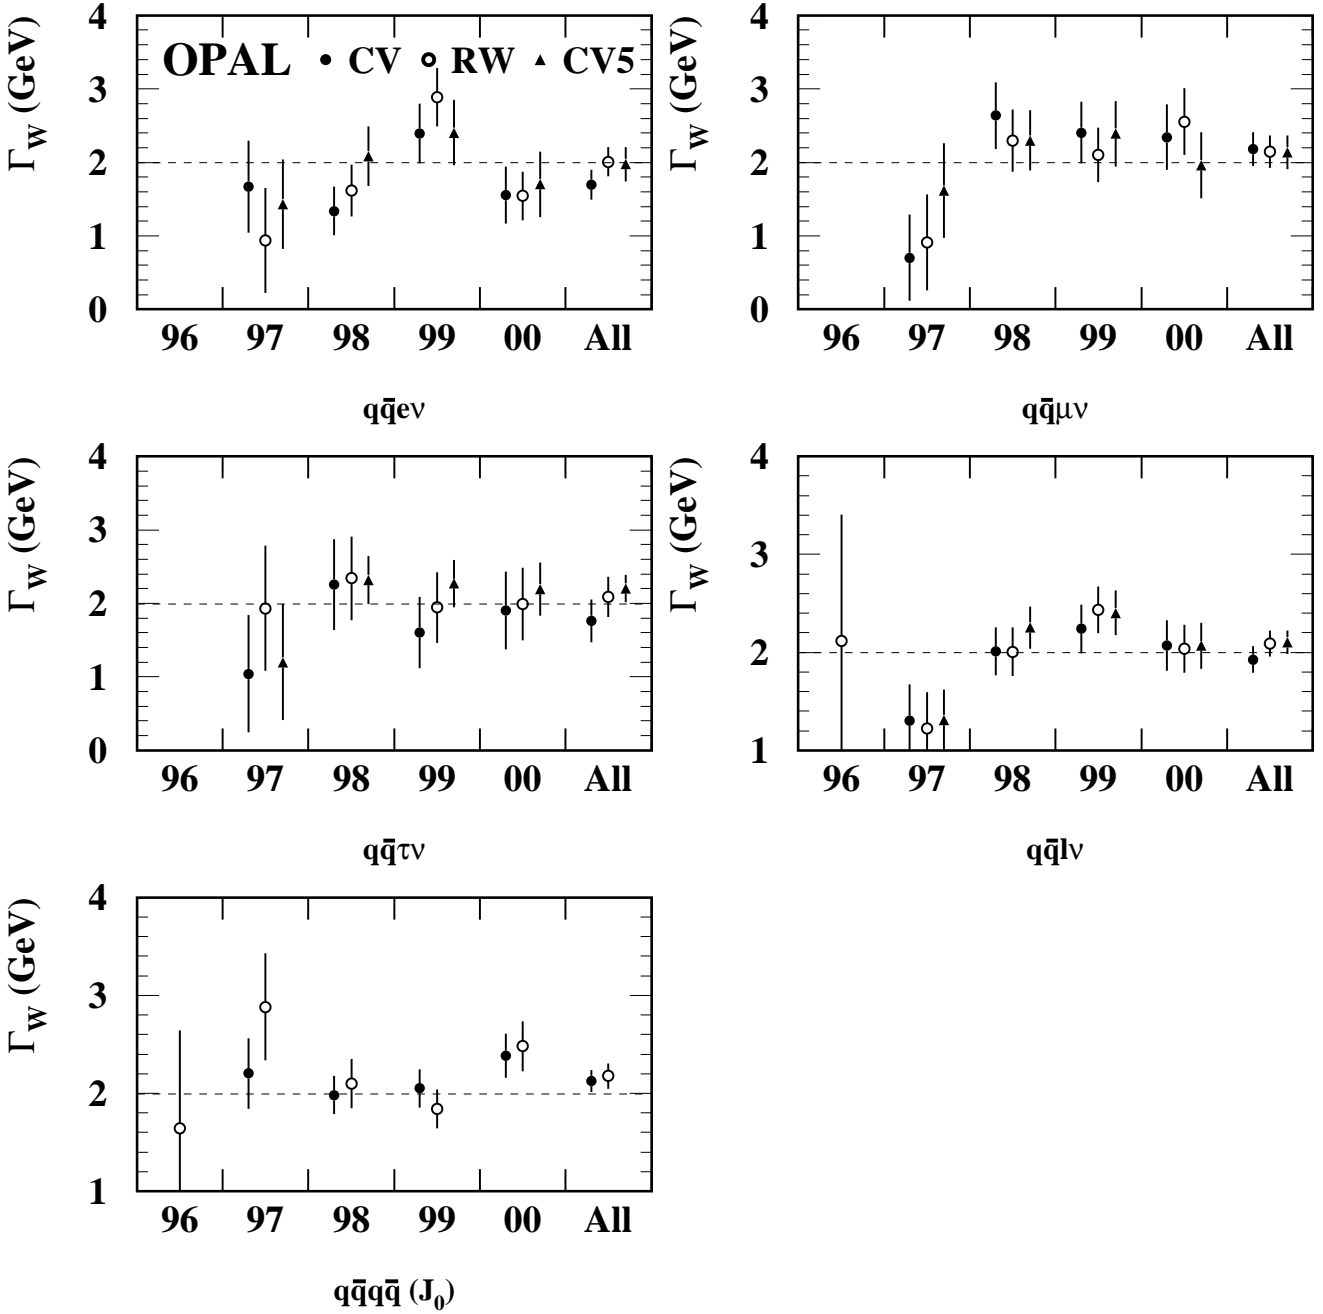 Γ_W (GeV)
4
3
2
1
0
OPAL ● CV ○ RW ▲ CV5
96 97 98 99 00 All
qq̄eν
Γ_W (GeV)
4
3
2
1
0
96 97 98 99 00 All
qq̄μν
Γ_W (GeV)
4
3
2
1
0
96 97 98 99 00 All
qq̄τν
Γ_W (GeV)
4
3
2
1
96 97 98 99 00 All
qq̄lν
Γ_W (GeV)
4
3
2
1
96 97 98 99 00 All
qq̄qq̄ (J_0)